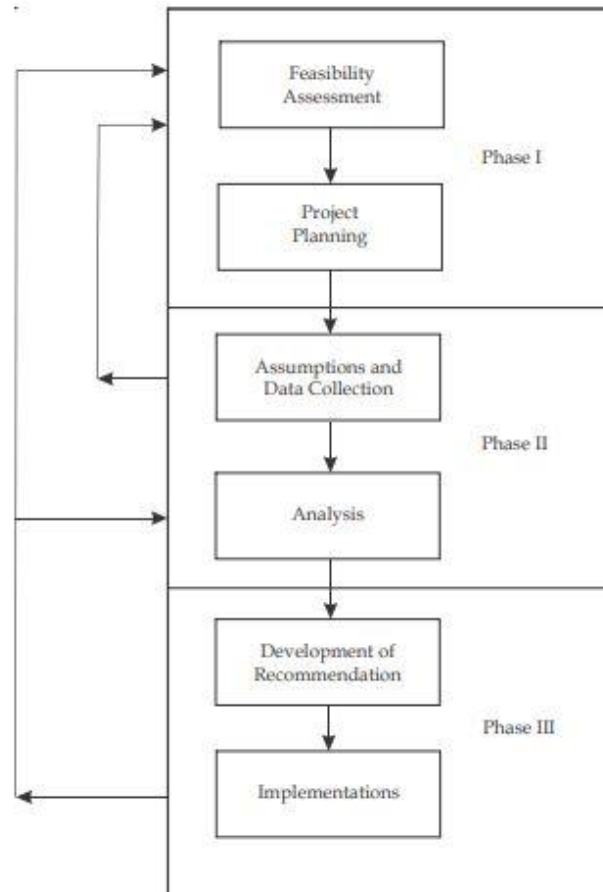 Feasibility
Assessment
Phase I
Project
Planning
Assumptions and
Data Collection
Phase II
Analysis
Development of
Recommendation
Phase III
Implementations